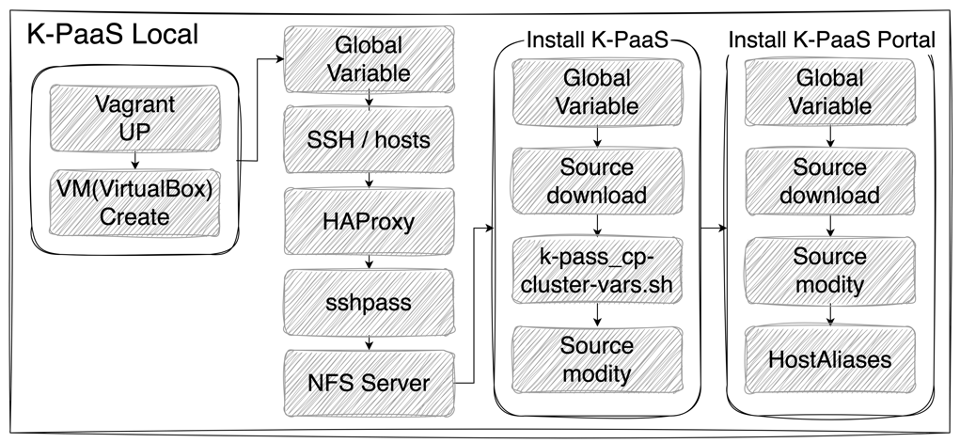 K-PaaS Local
Vagrant
UP
VM(VirtualBox)
Create
Global
Variable
SSH / hosts
HAProxy
sshpass
NFS Server
Install K-PaaS
Global
Variable
Source
download
k-pass_cp-
cluster-vars.sh
Source
modity
Install K-PaaS Portal
Global
Variable
Source
download
Source
modity
HostAliases